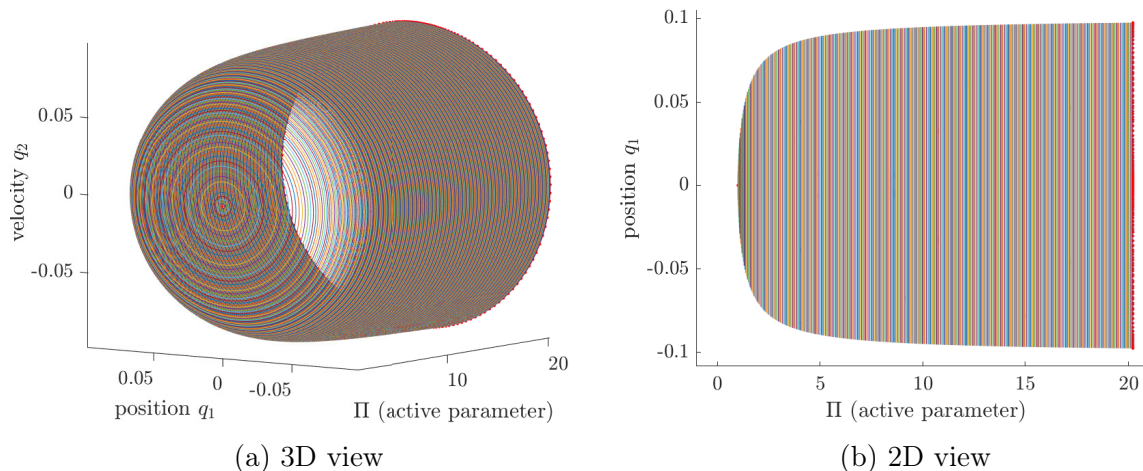 velocity q₂
0.05
0
-0.05
0.05
0
-0.05
position q₁
10
20
Π (active parameter)
(a) 3D view
position q₁
0.1
0.05
0
-0.05
-0.1
0
5
10
15
20
Π (active parameter)
(b) 2D view